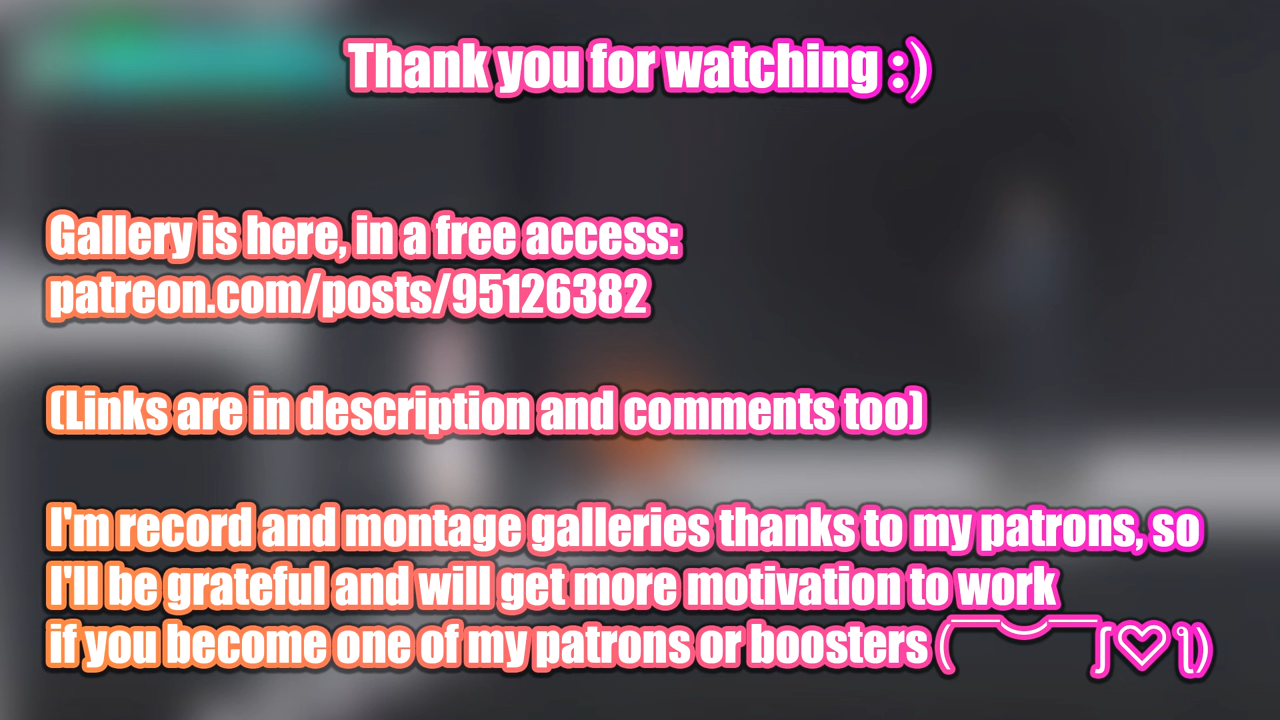 Thank you for watching :)
Gallery is here, in a free access:
patreon.com/posts/95126382
(Links are in description and comments too)
I'm record and montage galleries thanks to my patrons, so
I'll be grateful and will get more motivation to work
if you become one of my patrons or boosters (￣︶￣∫♡ƪ)